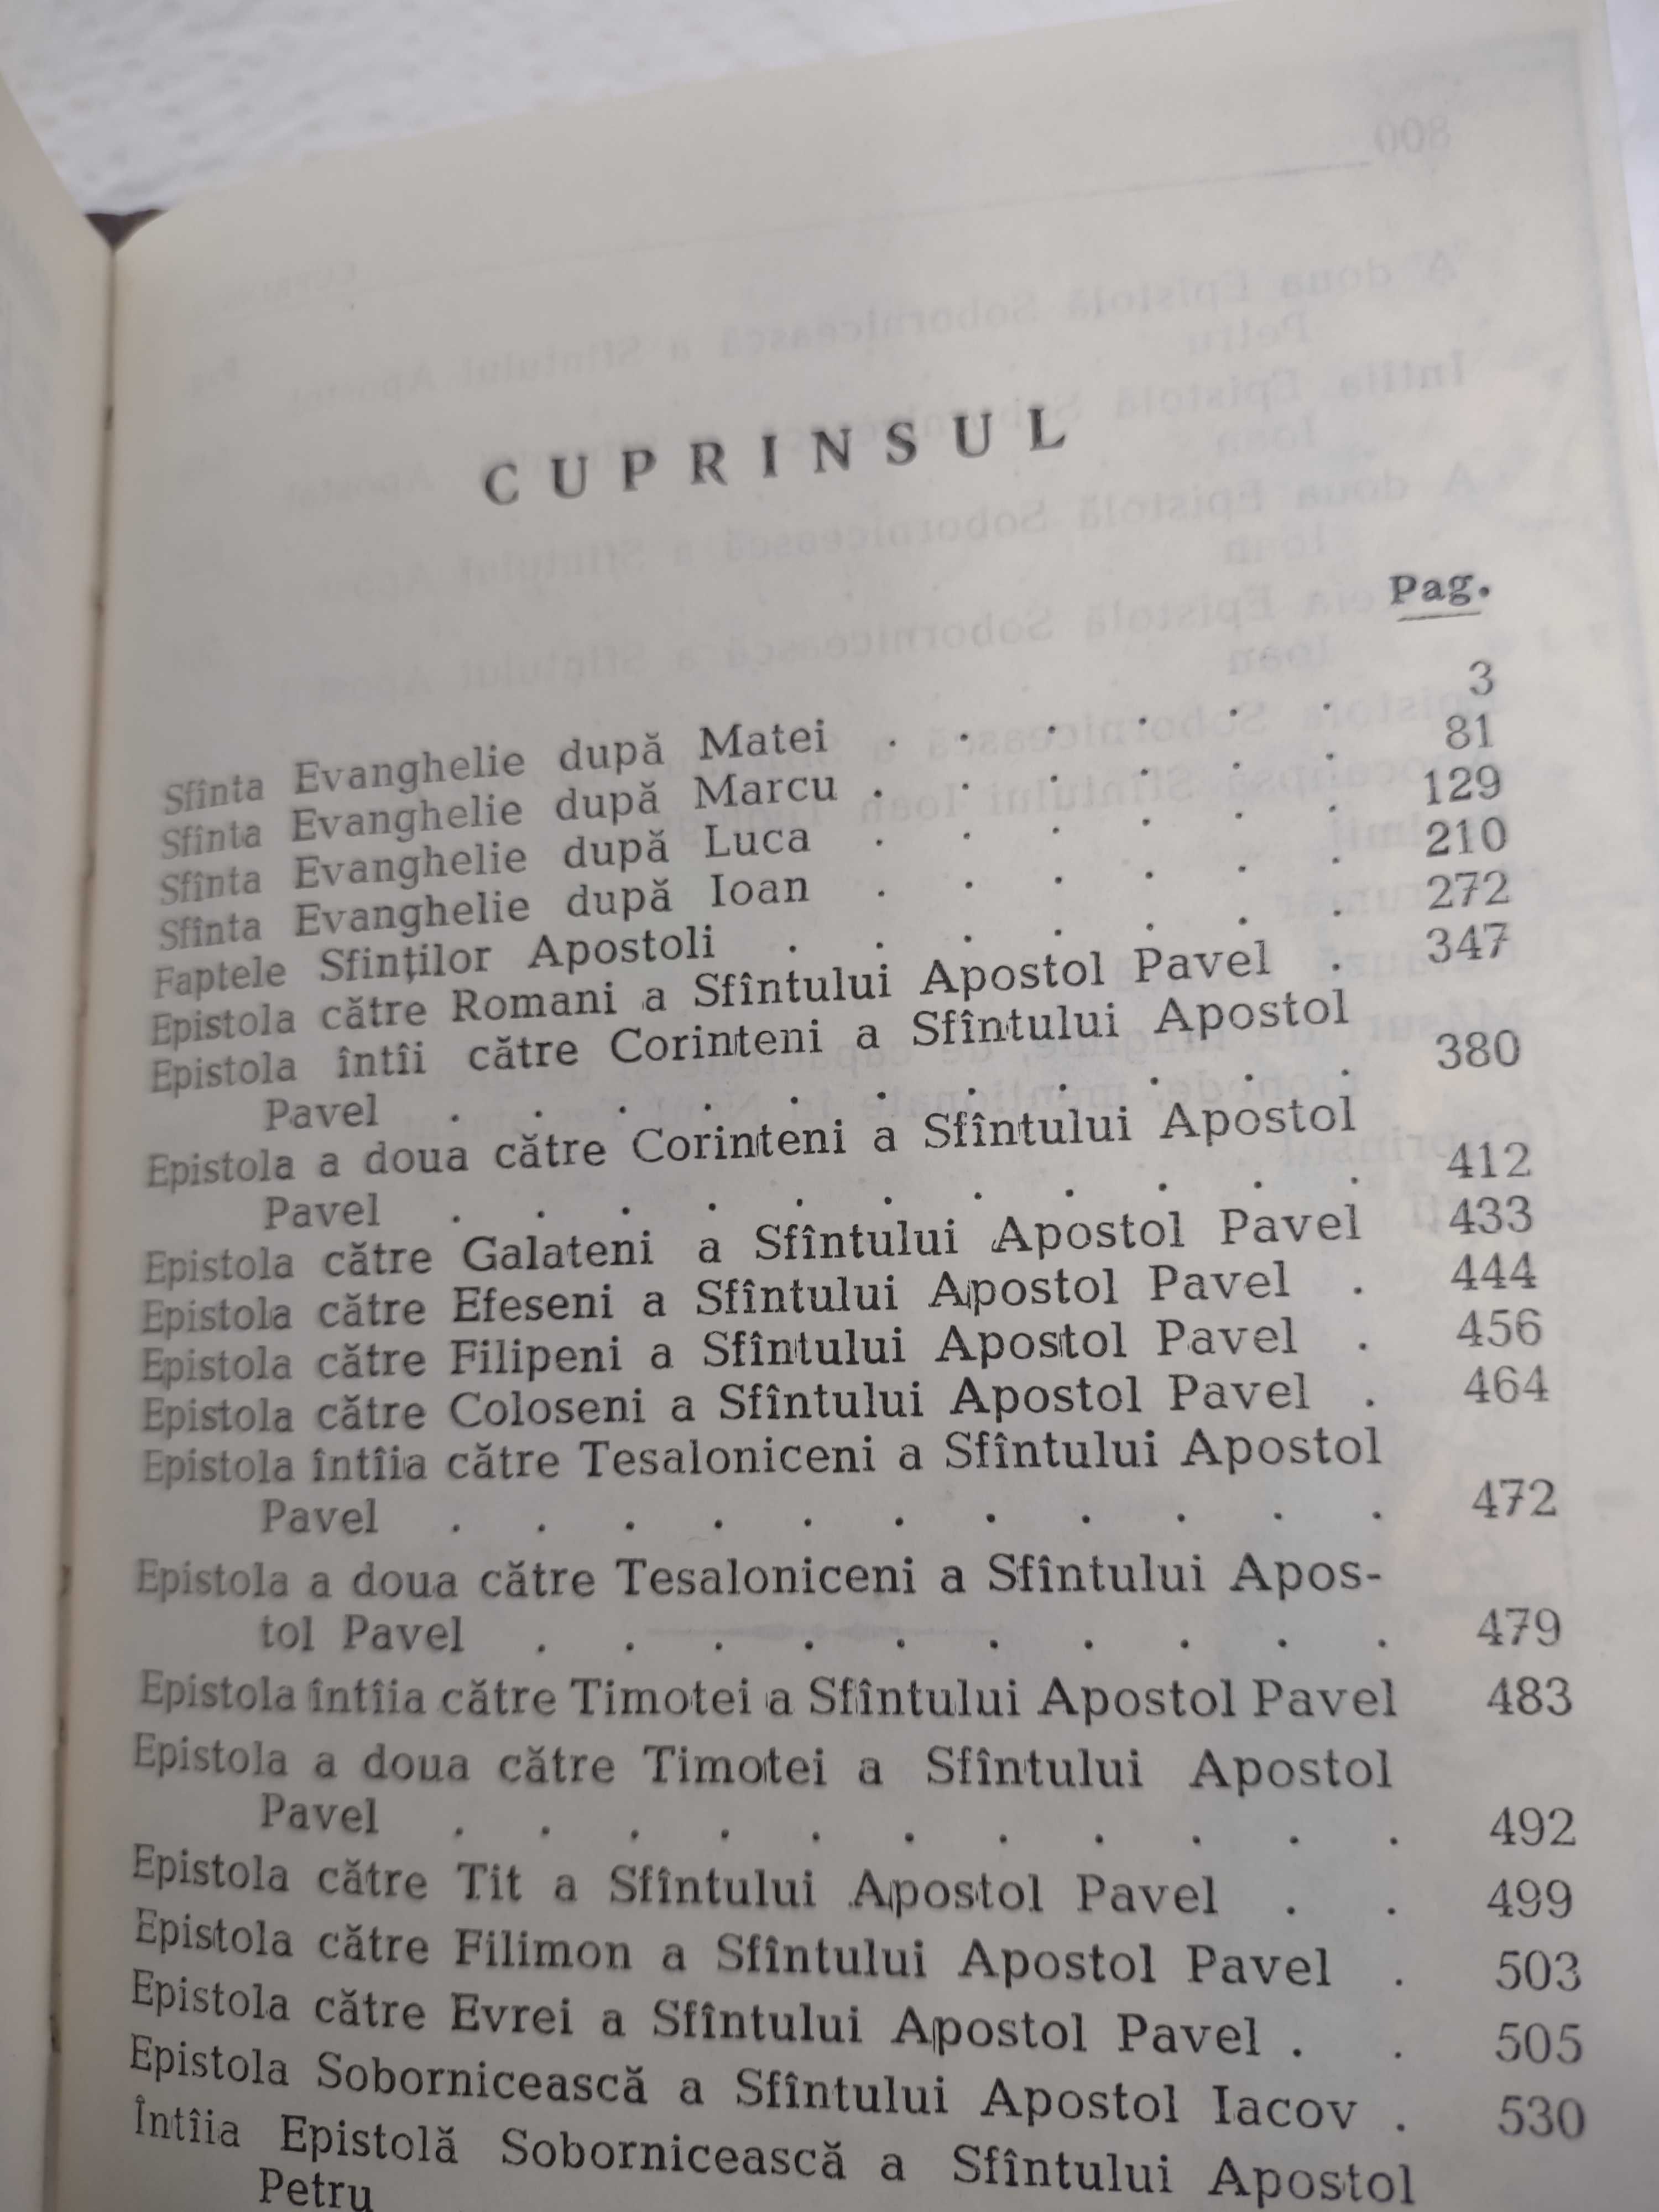 CUPRINSUL
Pag.
Sfînta Evanghelie după Matei . . . . . . 3
Sfînta Evanghelie după Marcu . . . . . . 81
Sfînta Evanghelie după Luca . . . . . . 129
Sfînta Evanghelie după Ioan . . . . . . 210
Faptele Sfinților Apostoli . . . . . . . 272
Epistola către Romani a Sfîntului Apostol Pavel . 347
Epistola întîi către Corinteni a Sfîntului Apostol
Pavel . . . . . . . . . . . 380
Epistola a doua către Corinteni a Sfîntului Apostol
Pavel . . . . . . . . . . . 412
Epistola către Galateni a Sfîntului Apostol Pavel 433
Epistola către Efeseni a Sfîntului Apostol Pavel . 444
Epistola către Filipeni a Sfîntului Apostol Pavel . 456
Epistola către Coloseni a Sfîntului Apostol Pavel . 464
Epistola întîia către Tesaloniceni a Sfîntului Apostol
Pavel . . . . . . . . . . . 472
Epistola a doua către Tesaloniceni a Sfîntului Apos-
tol Pavel . . . . . . . . . . 479
Epistola întîia către Timotei a Sfîntului Apostol Pavel 483
Epistola a doua către Timotei a Sfîntului Apostol
Pavel . . . . . . . . . . . 492
Epistola către Tit a Sfîntului Apostol Pavel . . 499
Epistola către Filimon a Sfîntului Apostol Pavel . 503
Epistola către Evrei a Sfîntului Apostol Pavel . . 505
Epistola Sobornicească a Sfîntului Apostol Iacov . 530
Întîia Epistolă Sobornicească a Sfîntului Apostol
Petru